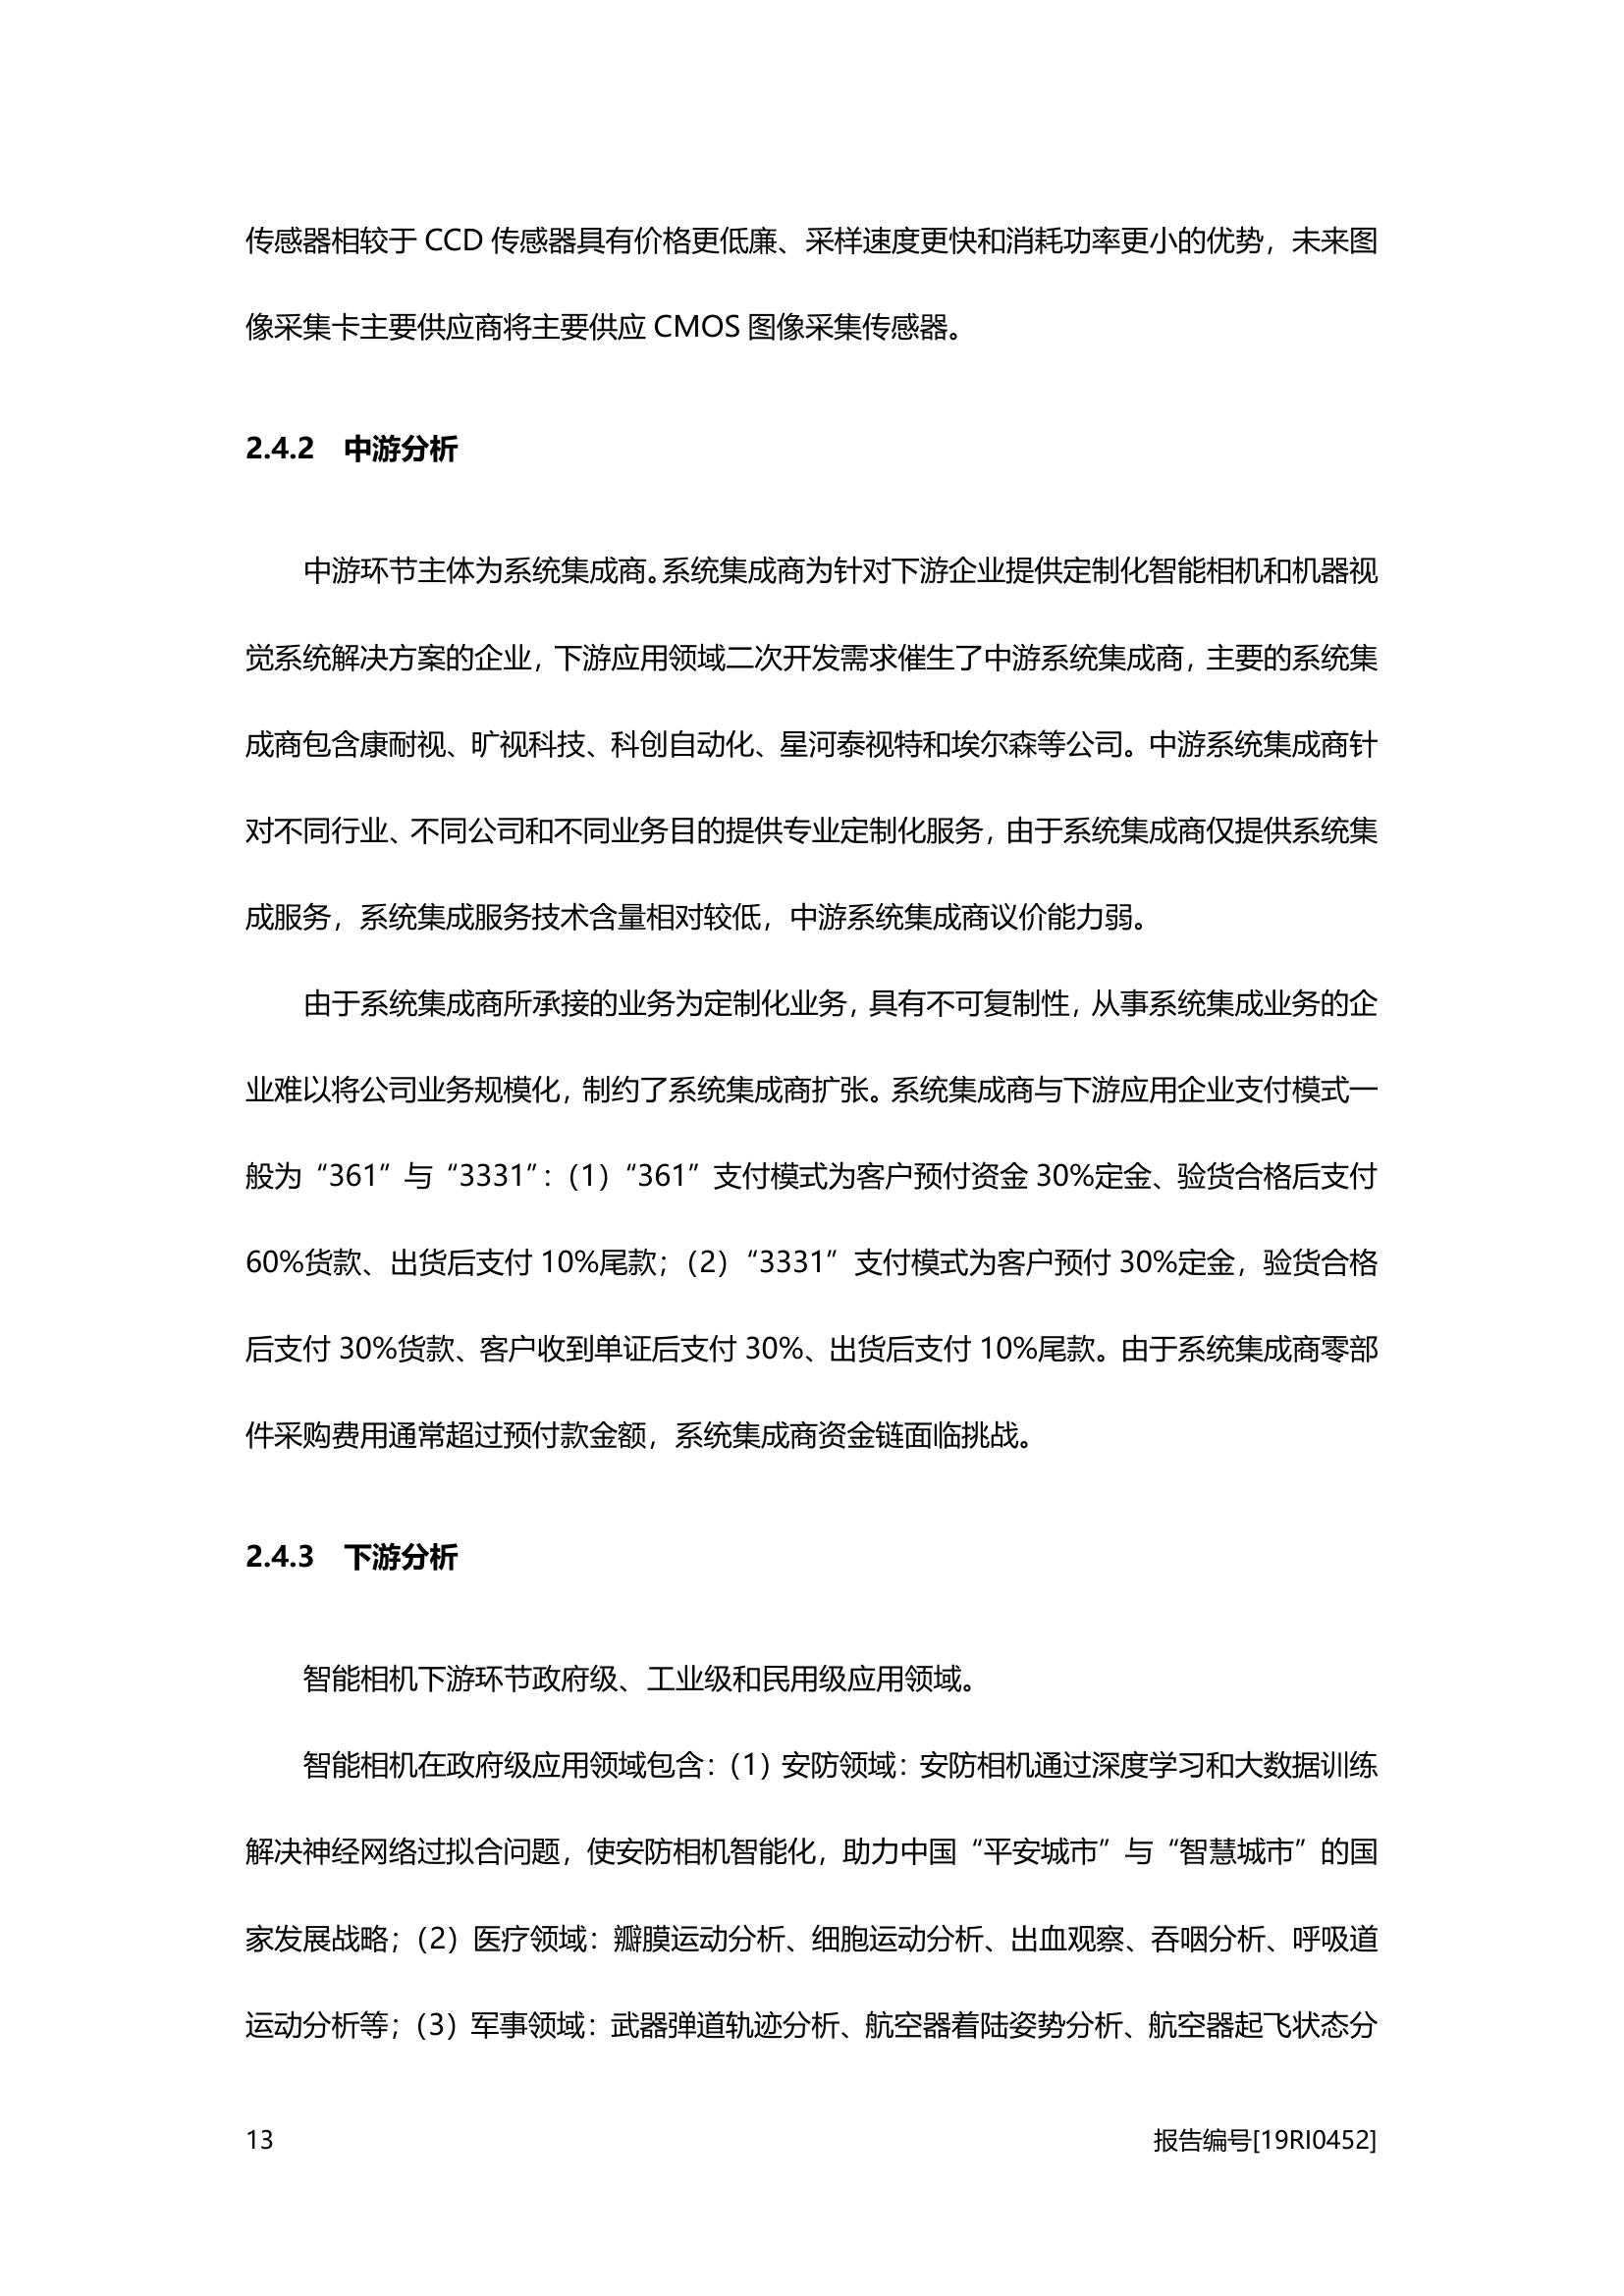 传感器相较于 CCD 传感器具有价格更低廉、采样速度更快和消耗功率更小的优势，未来图
像采集卡主要供应商将主要供应 CMOS 图像采集传感器。
2.4.2 中游分析
中游环节主体为系统集成商。系统集成商为针对下游企业提供定制化智能相机和机器视
觉系统解决方案的企业，下游应用领域二次开发需求催生了中游系统集成商，主要的系统集
成商包含康耐视、旷视科技、科创自动化、星河泰视特和埃尔森等公司。中游系统集成商针
对不同行业、不同公司和不同业务目的提供专业定制化服务，由于系统集成商仅提供系统集
成服务，系统集成服务技术含量相对较低，中游系统集成商议价能力弱。
由于系统集成商所承接的业务为定制化业务，具有不可复制性，从事系统集成业务的企
业难以将公司业务规模化，制约了系统集成商扩张。系统集成商与下游应用企业支付模式一
般为“361”与“3331”：（1）“361”支付模式为客户预付资金 30%定金、验货合格后支付
60%货款、出货后支付 10%尾款；（2）“3331”支付模式为客户预付 30%定金，验货合格
后支付 30%货款、客户收到单证后支付 30%、出货后支付 10%尾款。由于系统集成商零部
件采购费用通常超过预付款金额，系统集成商资金链面临挑战。
2.4.3 下游分析
智能相机下游环节政府级、工业级和民用级应用领域。
智能相机在政府级应用领域包含：（1）安防领域：安防相机通过深度学习和大数据训练
解决神经网络过拟合问题，使安防相机智能化，助力中国“平安城市”与“智慧城市”的国
家发展战略；（2）医疗领域：瓣膜运动分析、细胞运动分析、出血观察、吞咽分析、呼吸道
运动分析等；（3）军事领域：武器弹道轨迹分析、航空器着陆姿势分析、航空器起飞状态分
13 报告编号[19RI0452]